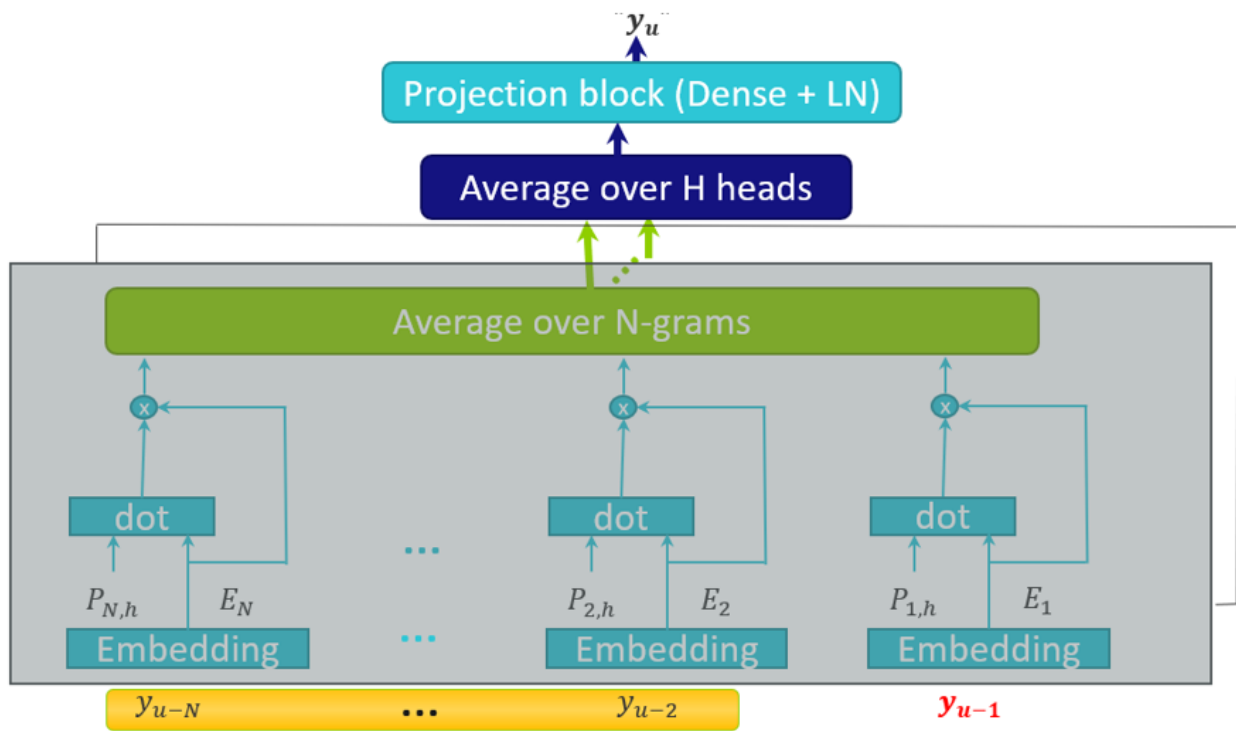 "y_u"
Projection block (Dense + LN)
Average over H heads
Average over N-grams
x x x
dot ... dot dot
P_{N,h} E_N P_{2,h} E_2 P_{1,h} E_1
Embedding ... Embedding Embedding
y_{u-N} ... y_{u-2} y_{u-1}